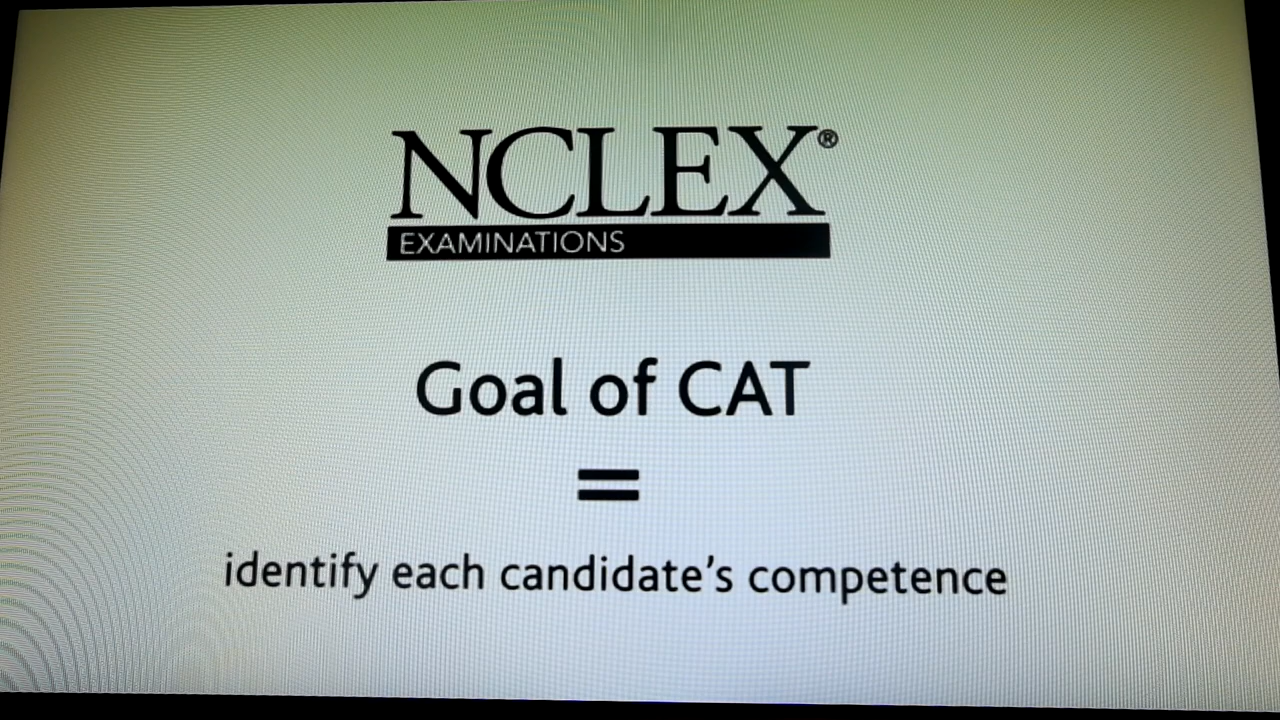 NCLEX®
EXAMINATIONS
Goal of CAT
=
identify each candidate's competence